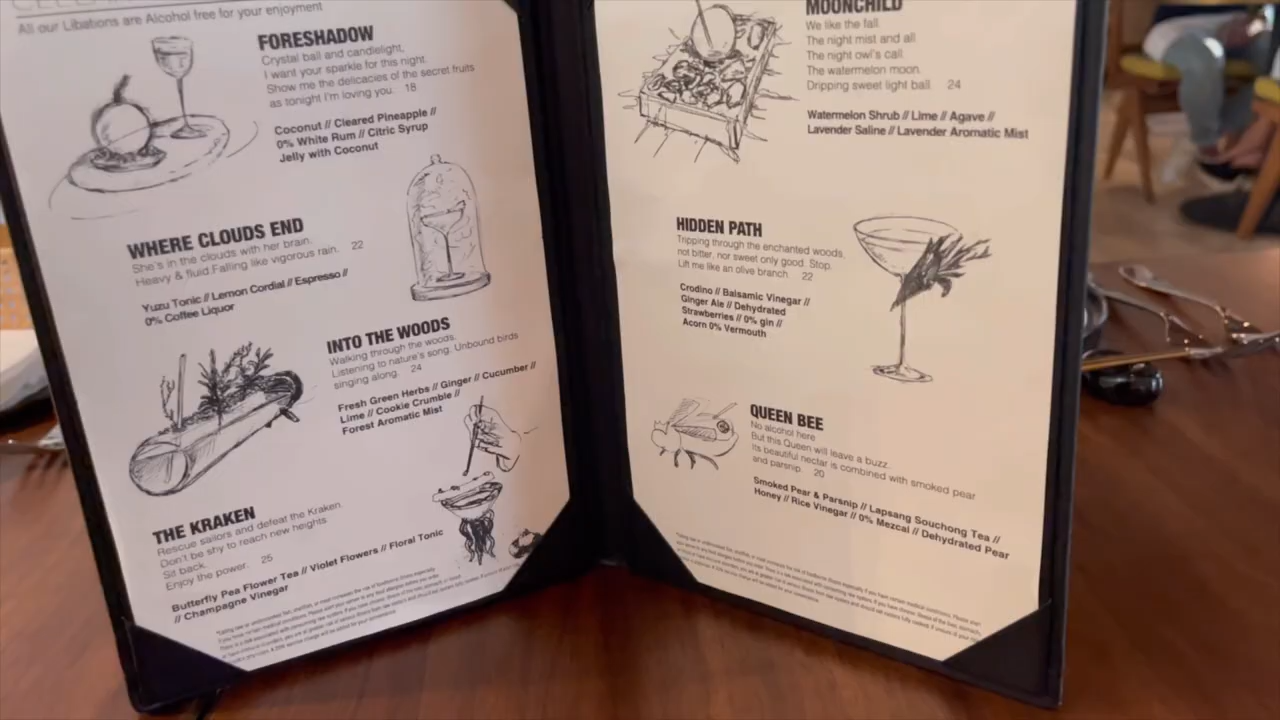 All our Libations are Alcohol free for your enjoyment
FORESHADOW
Crystal ball and candlelight,
I want your sparkle for this night.
Show me the delicacies of the secret fruits
as tonight I'm loving you. 18
Coconut // Cleared Pineapple //
0% White Rum // Citric Syrup
Jelly with Coconut
WHERE CLOUDS END
She's in the clouds with her brain.
Heavy & fluid.Falling like vigorous rain. 22
Yuzu Tonic // Lemon Cordial // Espresso //
0% Coffee Liquor
INTO THE WOODS
Walking through the woods,
Listening to nature's song. Unbound birds
singing along. 24
Fresh Green Herbs // Ginger // Cucumber //
Lime // Cookie Crumble //
Forest Aromatic Mist
THE KRAKEN
Rescue sailors and defeat the Kraken.
Don't be shy to reach new heights
Sit back.
Enjoy the power. 25
Butterfly Pea Flower Tea // Violet Flowers // Floral Tonic
// Champagne Vinegar
MOONCHILD
We like the fall.
The night mist and all.
The night owl's call.
The watermelon moon.
Dripping sweet light ball. 24
Watermelon Shrub // Lime // Agave //
Lavender Saline // Lavender Aromatic Mist
HIDDEN PATH
Tripping through the enchanted woods,
not bitter, nor sweet only good. Stop.
Lift me like an olive branch. 22
Crodino // Balsamic Vinegar //
Ginger Ale // Dehydrated
Strawberries // 0% gin //
Acorn 0% Vermouth
QUEEN BEE
No alcohol here
But this Queen will leave a buzz.
Its beautiful nectar is combined with smoked pear
and parsnip. 20
Smoked Pear & Parsnip // Lapsang Souchong Tea //
Honey // Rice Vinegar // 0% Mezcal // Dehydrated Pear